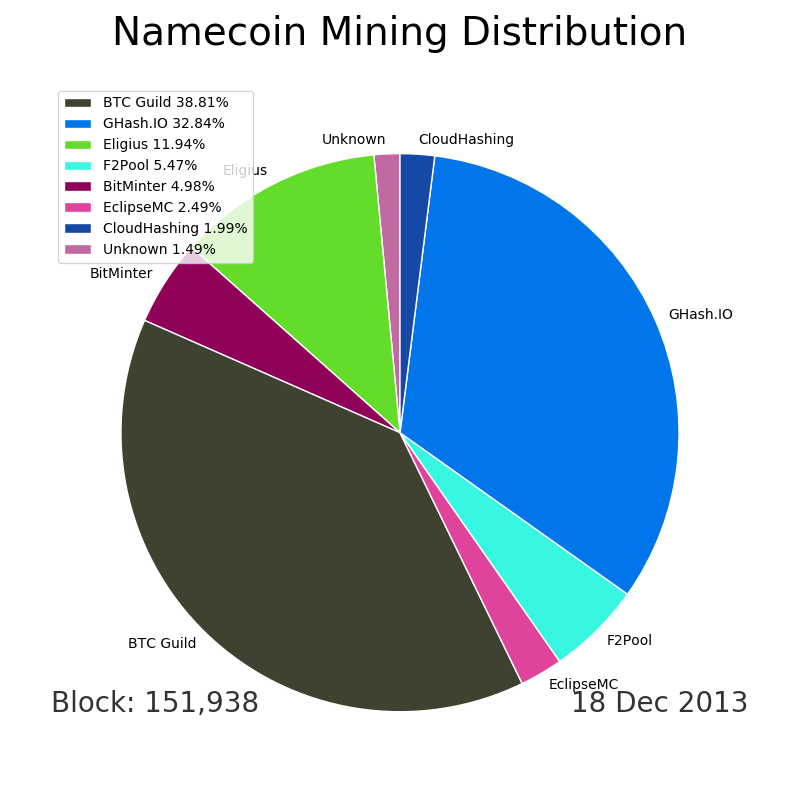 Namecoin Mining Distribution
BTC Guild 38.81%
GHash.IO 32.84%
Eligius 11.94%
F2Pool 5.47%
BitMinter 4.98%
EclipseMC 2.49%
CloudHashing 1.99%
Unknown 1.49%
Unknown
CloudHashing
Eligius
BitMinter
GHash.IO
BTC Guild
F2Pool
EclipseMC
Block: 151,938
18 Dec 2013